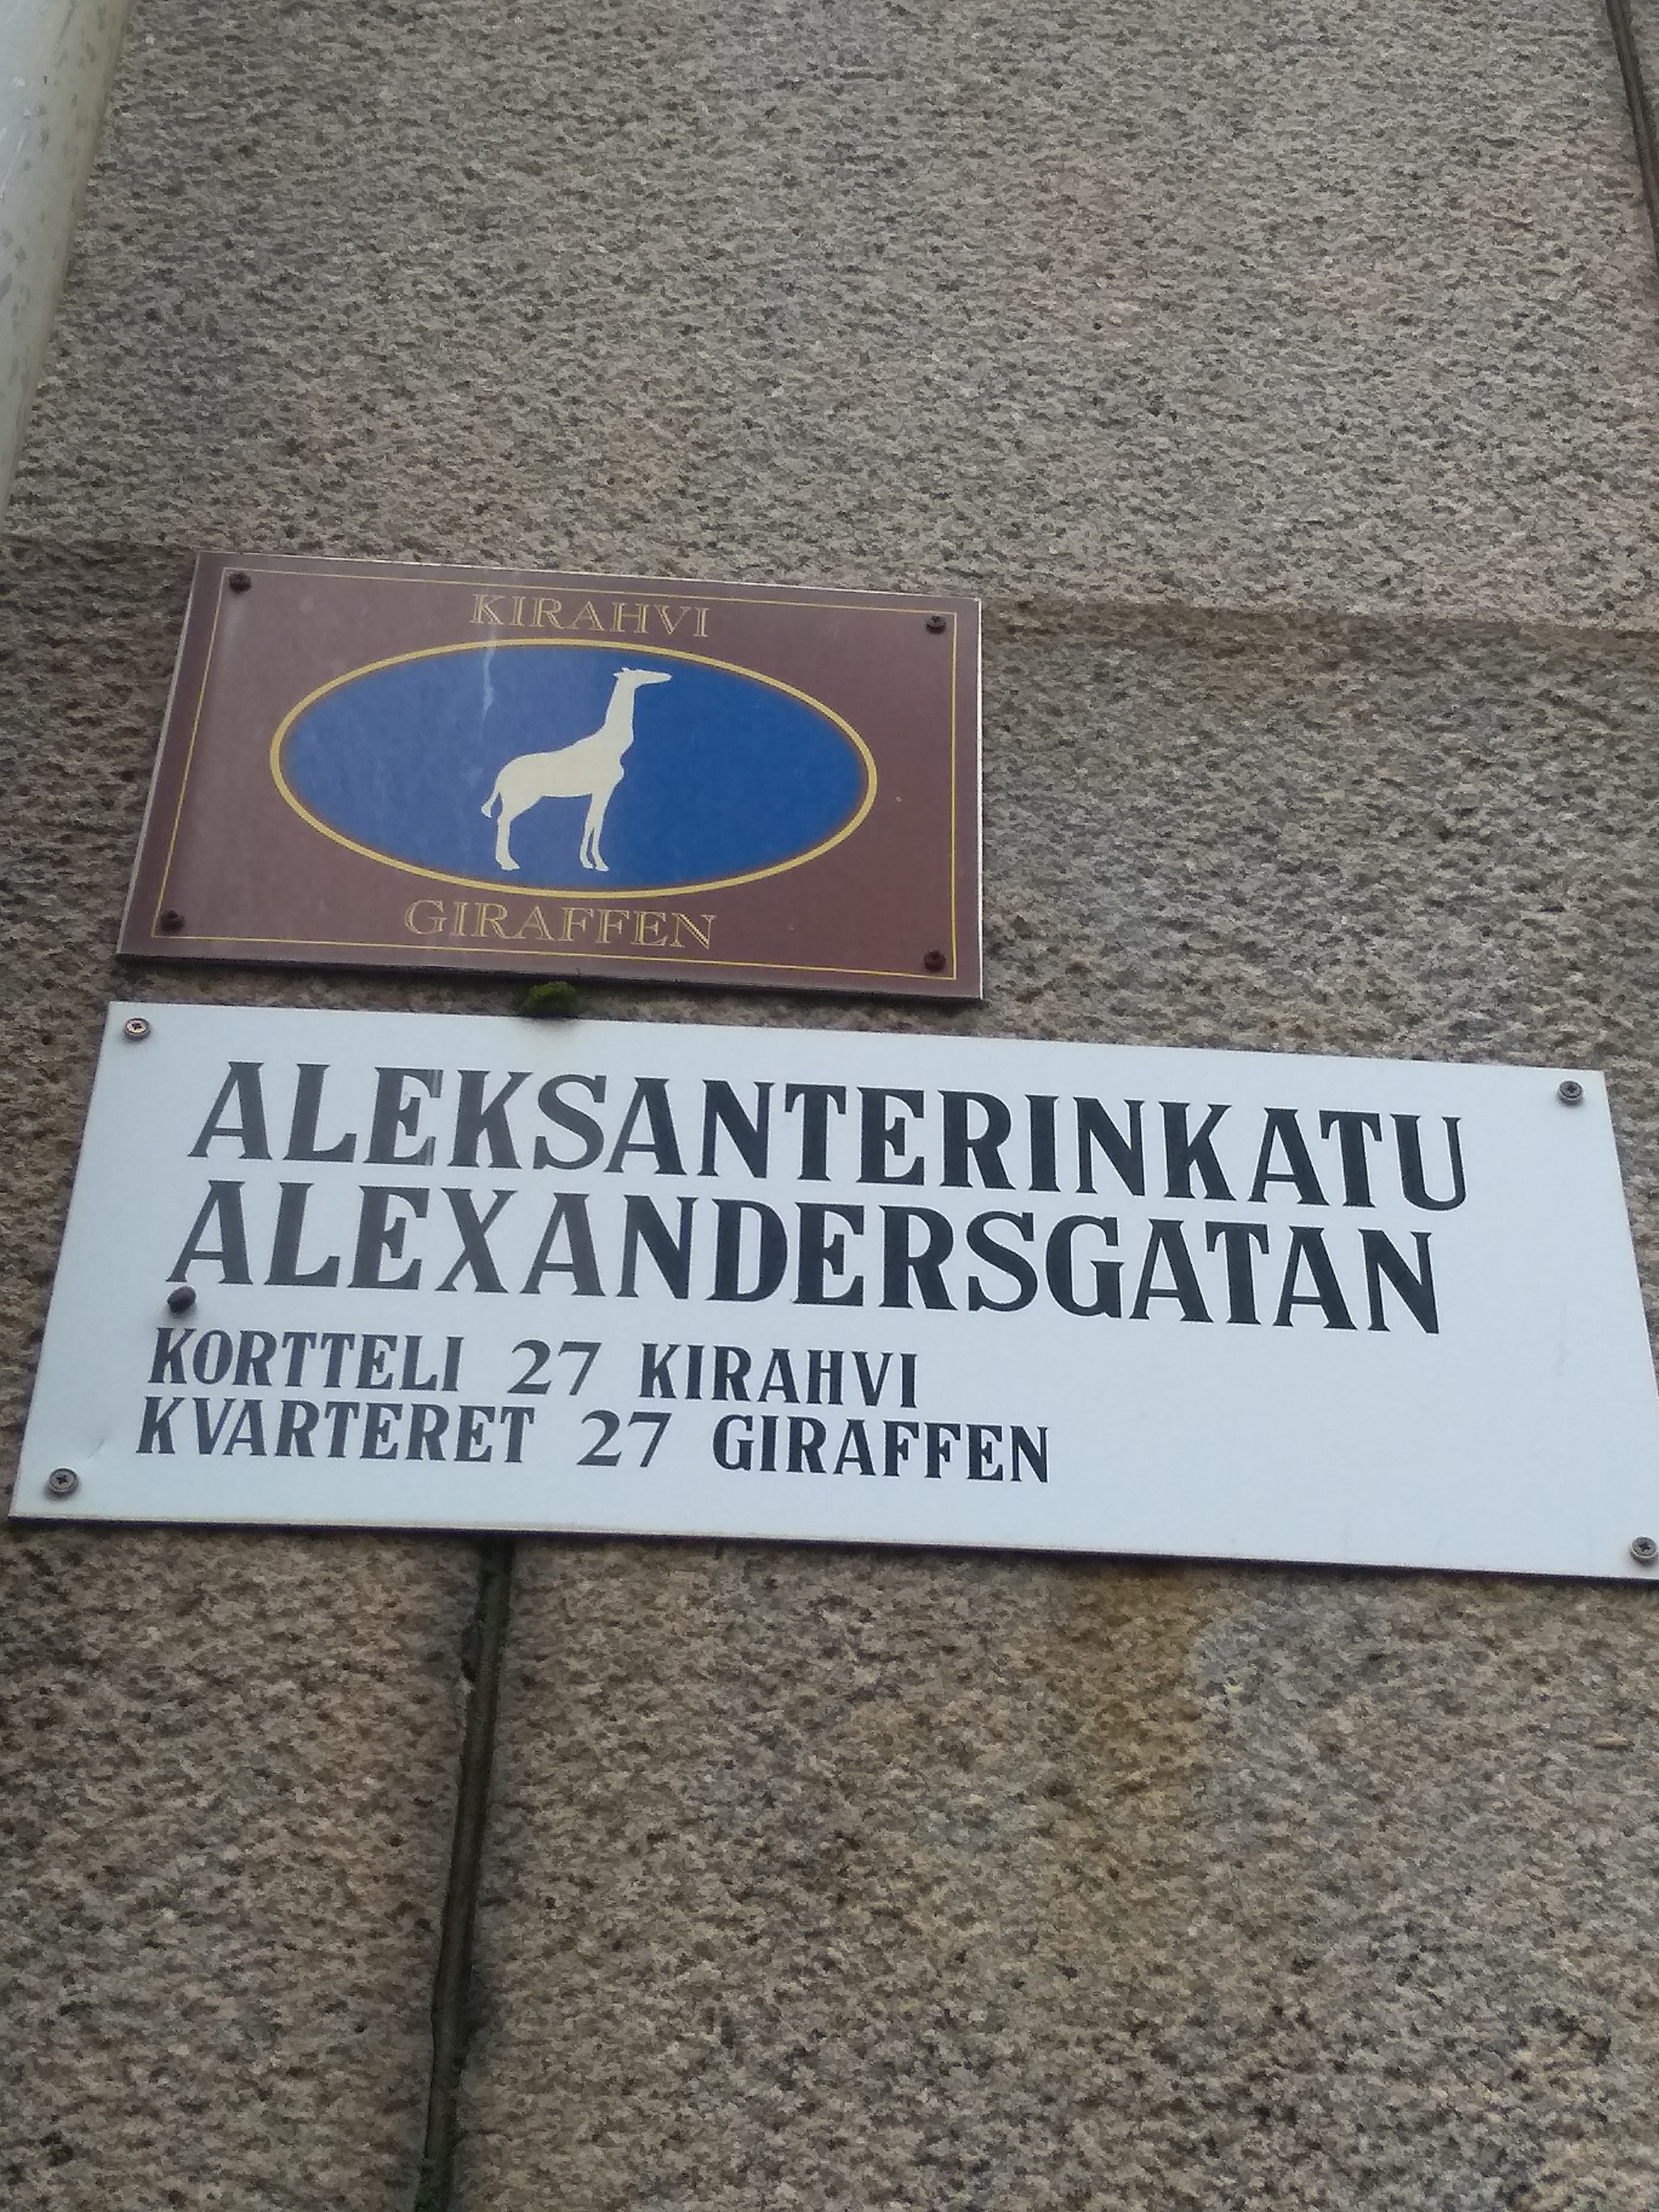 KIRAHVI
GIRAFFEN
ALEKSANTERINKATU
ALEXANDERSGATAN
KORTTELI 27 KIRAHVI
KVARTERET 27 GIRAFFEN